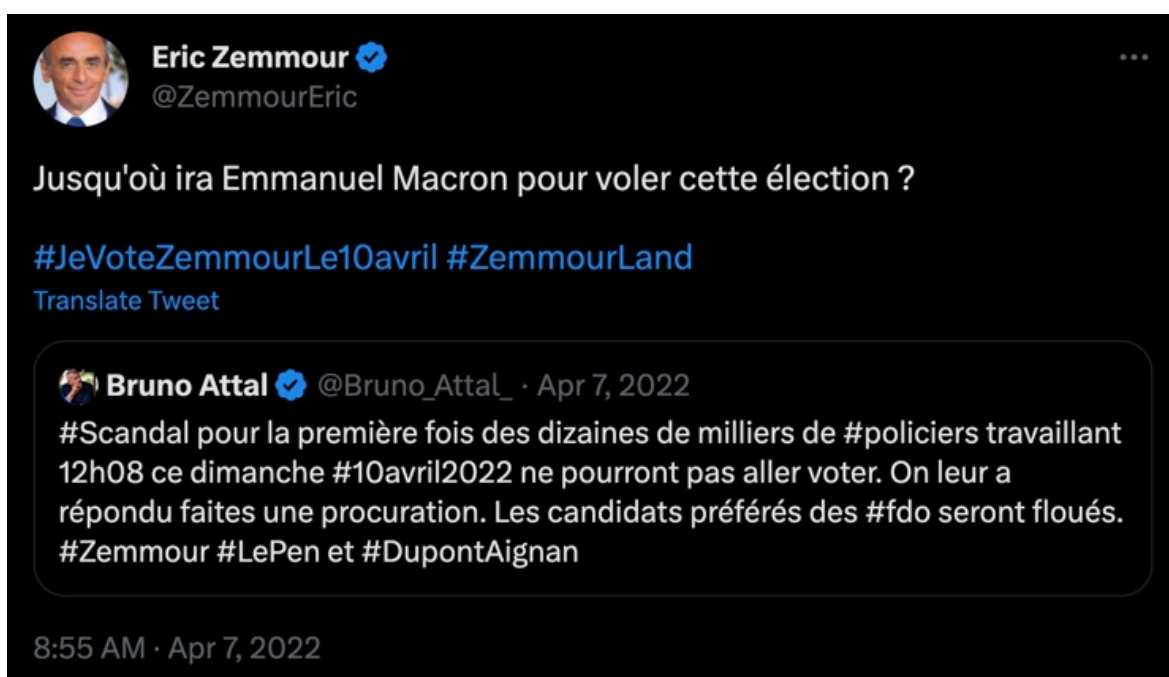 Eric Zemmour
@ZemmourEric
Jusqu'où ira Emmanuel Macron pour voler cette élection ?
#JeVoteZemmourLe10avril #ZemmourLand
Translate Tweet
Bruno Attal @Bruno_Attal_ · Apr 7, 2022
#Scandal pour la première fois des dizaines de milliers de #policiers travaillant
12h08 ce dimanche #10avril2022 ne pourront pas aller voter. On leur a
répondu faites une procuration. Les candidats préférés des #fdo seront floués.
#Zemmour #LePen et #DupontAignan
8:55 AM · Apr 7, 2022